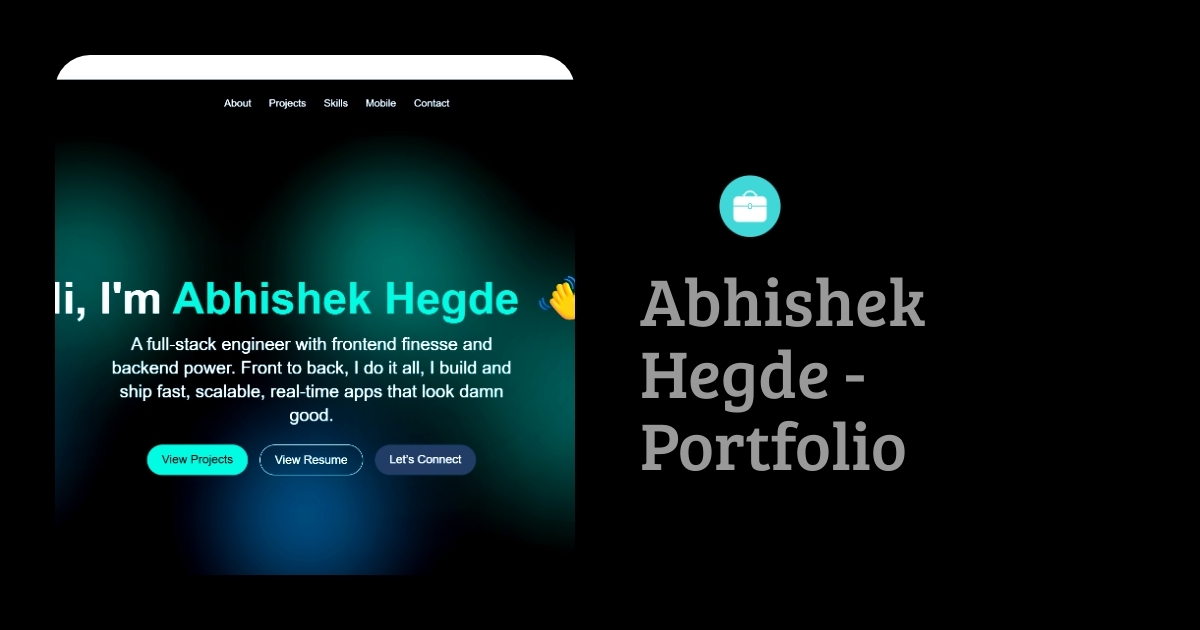 About Projects Skills Mobile Contact
I'm Abhishek Hegde 👋
A full-stack engineer with frontend finesse and
backend power. Front to back, I do it all, I build and
ship fast, scalable, real-time apps that look damn
good.
View Projects View Resume Let's Connect
Abhishek
Hegde -
Portfolio